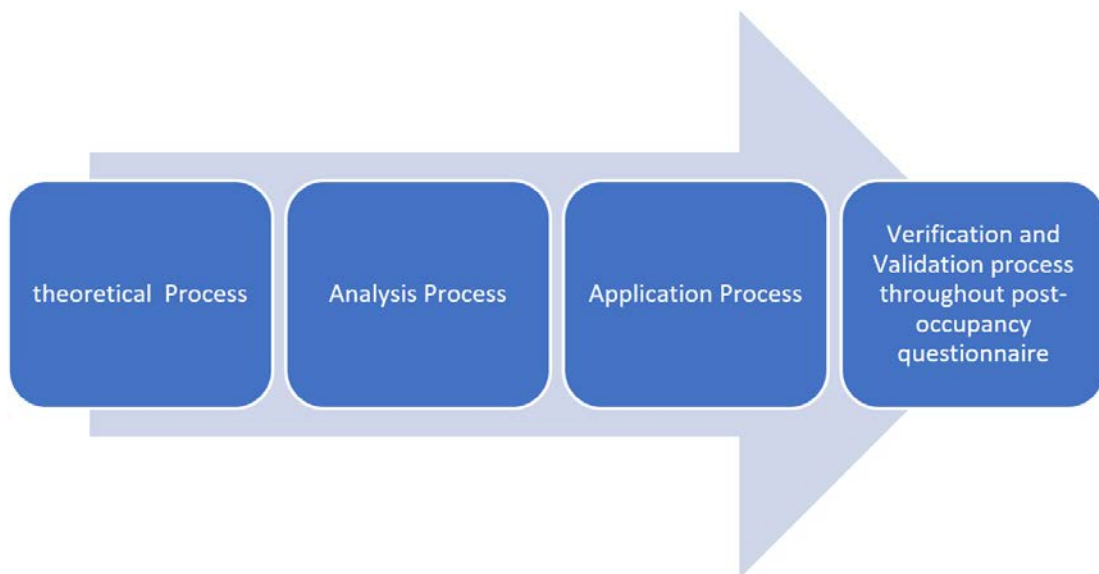 theoretical  Process
Analysis Process
Application Process
Verification and
Validation process
throughout post-
occupancy
questionnaire